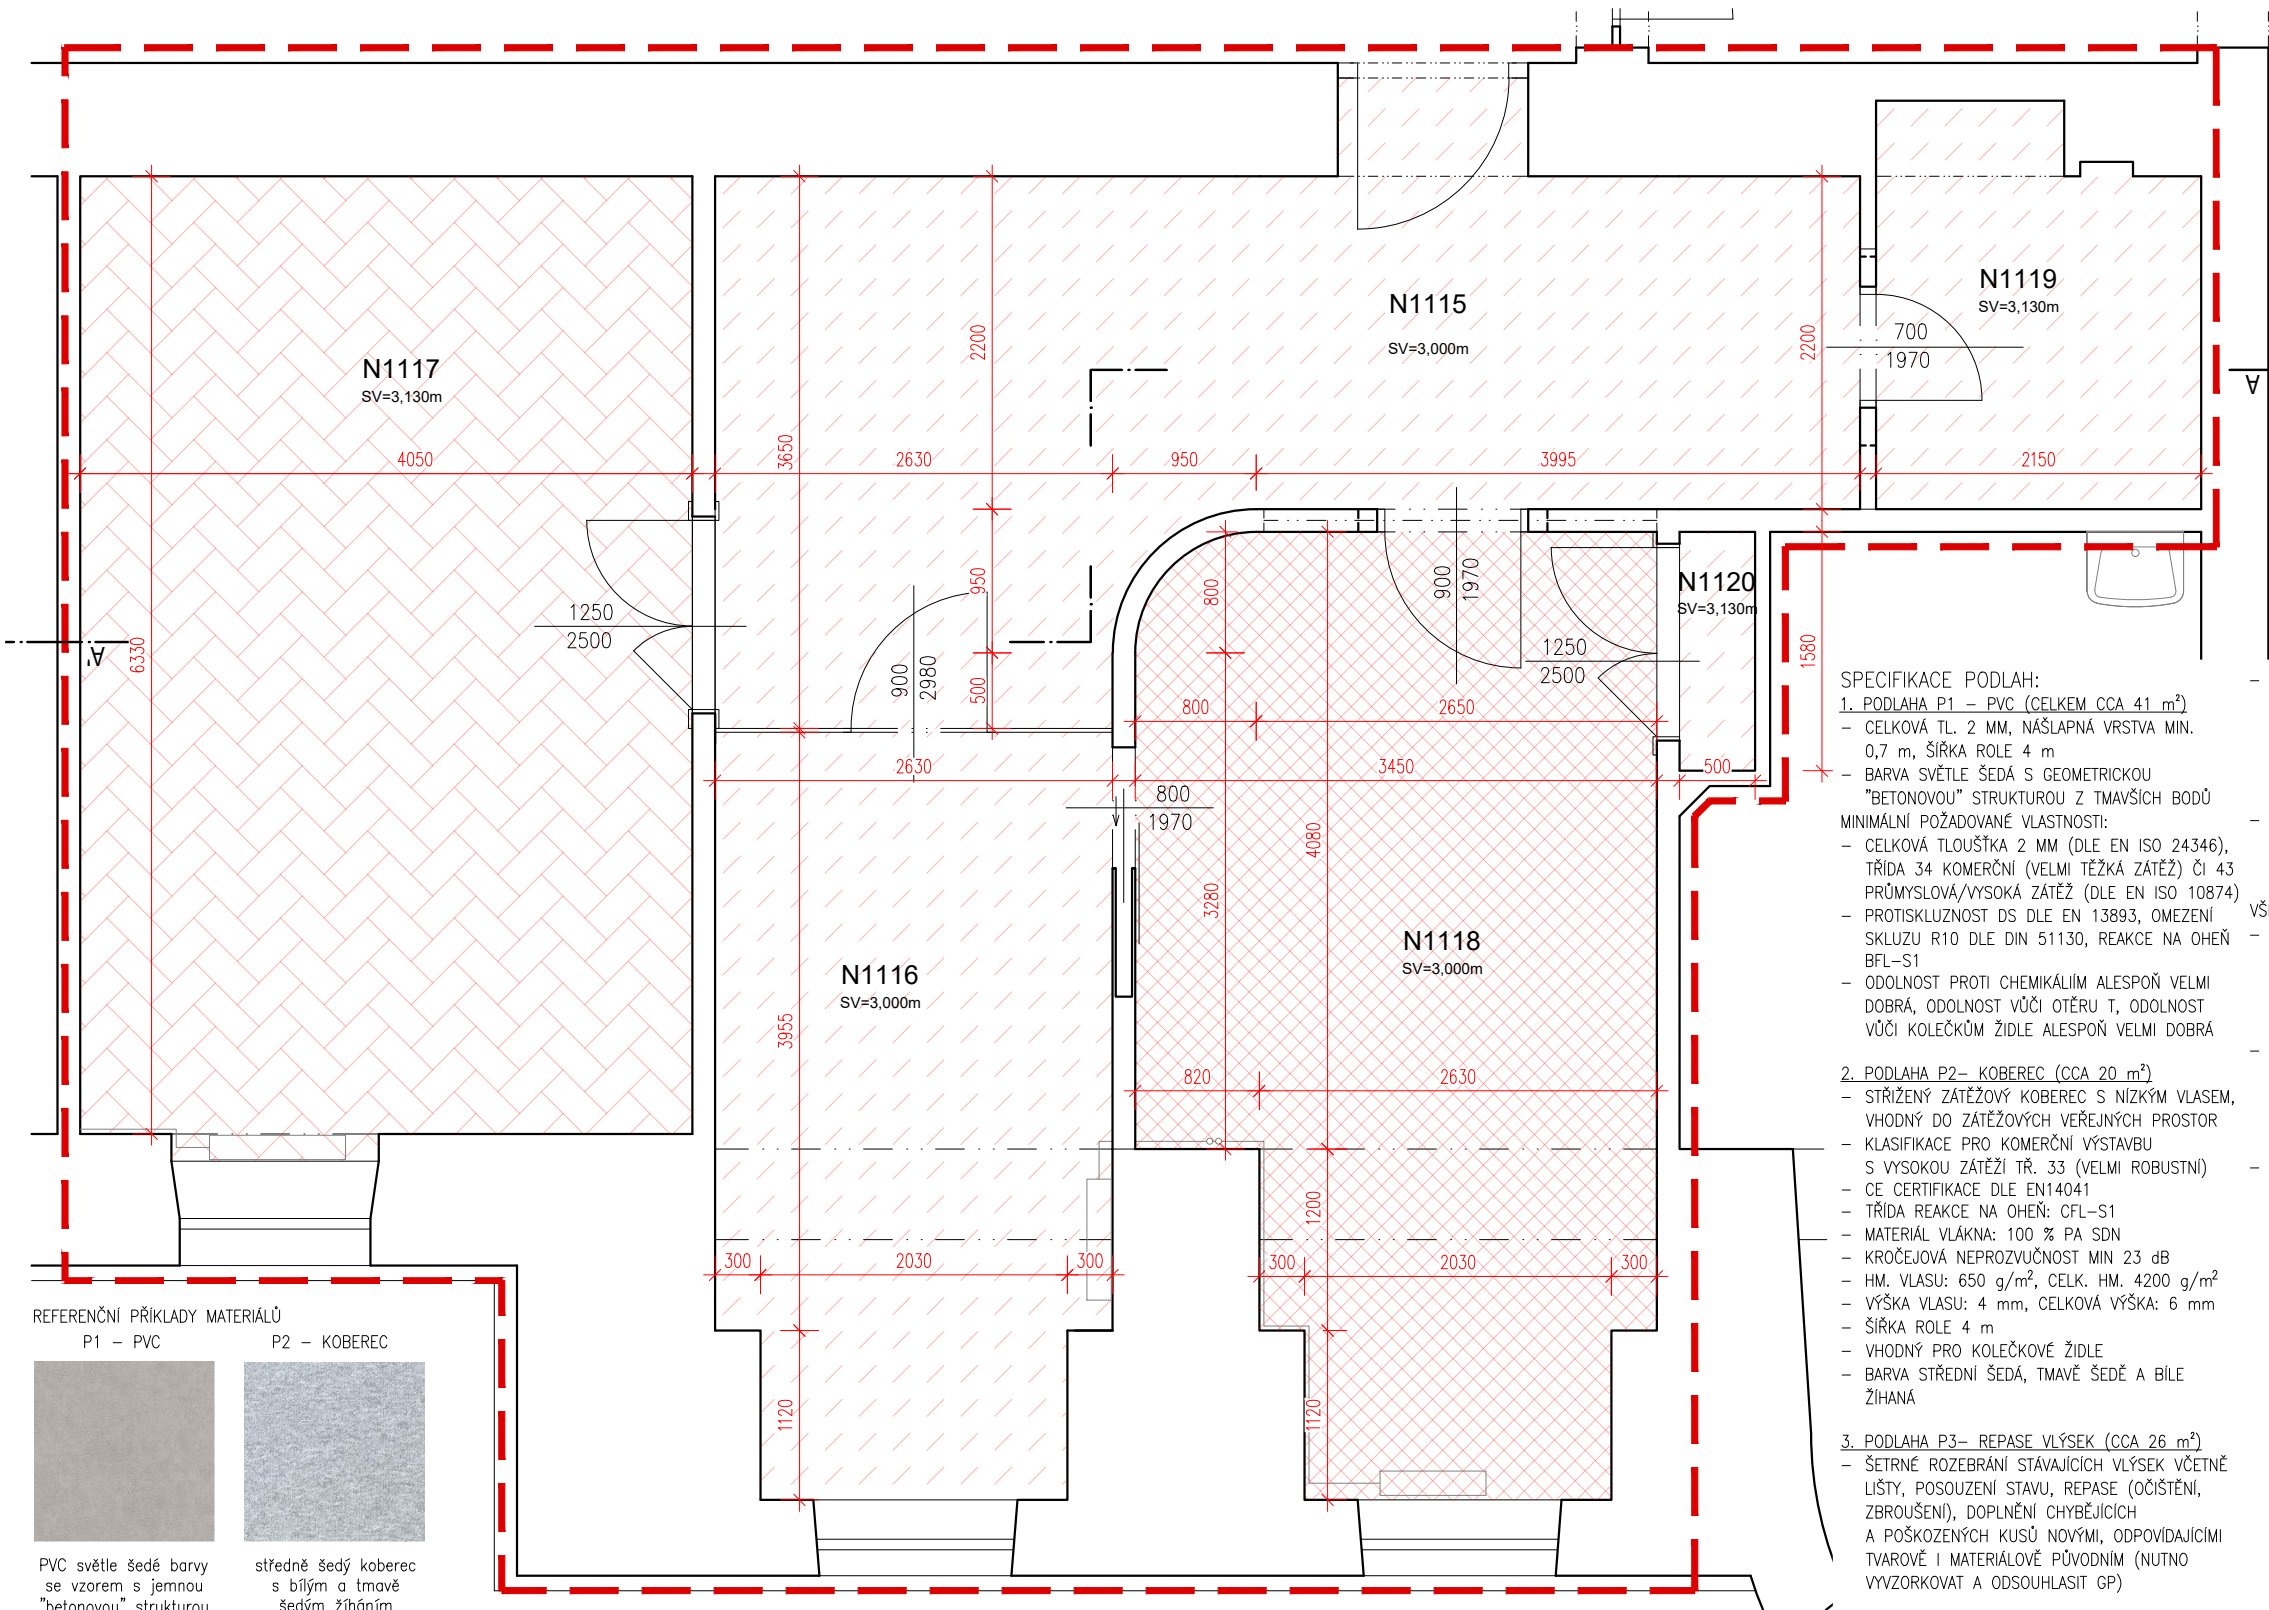 N1115
SV=3,000m
N1119
SV=3,130m
700
1970
N1117
SV=3,130m
2200
2200
3650
4050
2630
950
3995
2150
A
A'
6330
1250
2500
900
2980
950
500
800
900
1970
1250
2500
N1120
SV=3,130m
1580
800
2650
2630
3450
500
800
1970
4080
3280
N1116
SV=3,000m
N1118
SV=3,000m
3955
820
2630
1200
300
2030
300
300
2030
300
1120
1120
SPECIFIKACE PODLAH:
1. PODLAHA P1 – PVC (CELKEM CCA 41 m²)
– CELKOVÁ TL. 2 MM, NÁŠLAPNÁ VRSTVA MIN.
0,7 m, ŠÍŘKA ROLE 4 m
– BARVA SVĚTLE ŠEDÁ S GEOMETRICKOU
"BETONOVOU" STRUKTUROU Z TMAVŠÍCH BODŮ
MINIMÁLNÍ POŽADOVANÉ VLASTNOSTI:
– CELKOVÁ TLOUŠŤKA 2 MM (DLE EN ISO 24346),
TŘÍDA 34 KOMERČNÍ (VELMI TĚŽKÁ ZÁTĚŽ) ČI 43
PRŮMYSLOVÁ/VYSOKÁ ZÁTĚŽ (DLE EN ISO 10874)
– PROTISKLUZNOST DS DLE EN 13893, OMEZENÍ
SKLUZU R10 DLE DIN 51130, REAKCE NA OHEŇ
BFL–S1
– ODOLNOST PROTI CHEMIKÁLIÍM ALESPOŇ VELMI
DOBRÁ, ODOLNOST VŮČI OTĚRU T, ODOLNOST
VŮČI KOLEČKŮM ŽIDLE ALESPOŇ VELMI DOBRÁ
2. PODLAHA P2– KOBEREC (CCA 20 m²)
– STŘIŽENÝ ZÁTĚŽOVÝ KOBEREC S NÍZKÝM VLASEM,
VHODNÝ DO ZÁTĚŽOVÝCH VEŘEJNÝCH PROSTOR
– KLASIFIKACE PRO KOMERČNÍ VÝSTAVBU
S VYSOKOU ZÁTĚŽÍ TŘ. 33 (VELMI ROBUSTNÍ)
– CE CERTIFIKACE DLE EN14041
– TŘÍDA REAKCE NA OHEŇ: CFL–S1
– MATERIÁL VLÁKNA: 100 % PA SDN
– KROČEJOVÁ NEPROZVUČNOST MIN 23 dB
– HM. VLASU: 650 g/m², CELK. HM. 4200 g/m²
– VÝŠKA VLASU: 4 mm, CELKOVÁ VÝŠKA: 6 mm
– ŠÍŘKA ROLE 4 m
– VHODNÝ PRO KOLEČKOVÉ ŽIDLE
– BARVA STŘEDNÍ ŠEDÁ, TMAVĚ ŠEDĚ A BÍLE
ŽÍHANÁ
3. PODLAHA P3– REPASE VLÝSEK (CCA 26 m²)
– ŠETRNÉ ROZEBRÁNÍ STÁVAJÍCÍCH VLÝSEK VČETNĚ
LIŠTY, POSOUZENÍ STAVU, REPASE (OČIŠTĚNÍ,
ZBROUŠENÍ), DOPLNĚNÍ CHYBĚJÍCÍCH
A POŠKOZENÝCH KUSŮ NOVÝMI, ODPOVÍDAJÍCÍMI
TVAROVĚ I MATERIÁLOVĚ PŮVODNÍM (NUTNO
VYVZORKOVAT A ODSOUHLASIT GP)
REFERENČNÍ PŘÍKLADY MATERIÁLŮ
P1 – PVC
P2 – KOBEREC
PVC světle šedé barvy
se vzorem s jemnou
"betonovou" strukturou
středně šedý koberec
s bílým a tmavě
šedým žíháním